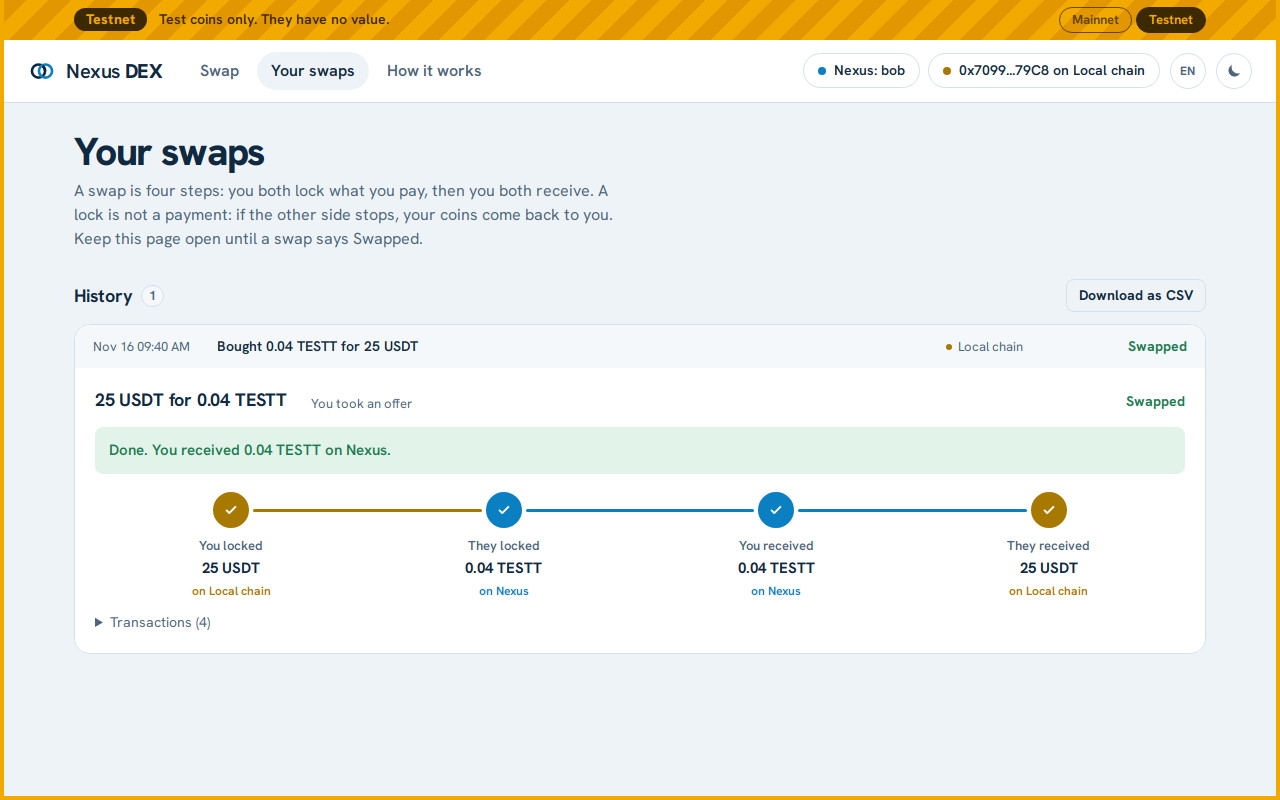 Testnet Test coins only. They have no value. Mainnet Testnet
Nexus DEX Swap Your swaps How it works Nexus: bob 0x7099...79C8 on Local chain EN
Your swaps
A swap is four steps: you both lock what you pay, then you both receive. A
lock is not a payment: if the other side stops, your coins come back to you.
Keep this page open until a swap says Swapped.
History 1 Download as CSV
Nov 16 09:40 AM Bought 0.04 TESTT for 25 USDT Local chain Swapped
25 USDT for 0.04 TESTT You took an offer Swapped
Done. You received 0.04 TESTT on Nexus.
You locked They locked You received They received
25 USDT 0.04 TESTT 0.04 TESTT 25 USDT
on Local chain on Nexus on Nexus on Local chain
Transactions (4)